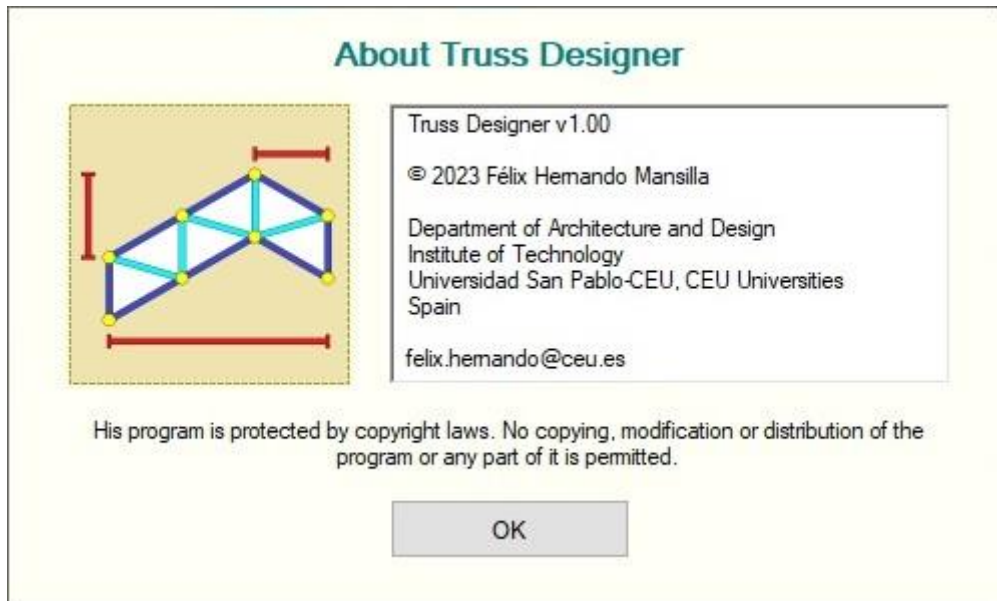 About Truss Designer
Truss Designer v1.00
© 2023 Félix Hernando Mansilla
Department of Architecture and Design
Institute of Technology
Universidad San Pablo-CEU, CEU Universities
Spain
felix.hernando@ceu.es
His program is protected by copyright laws. No copying, modification or distribution of the
program or any part of it is permitted.
OK